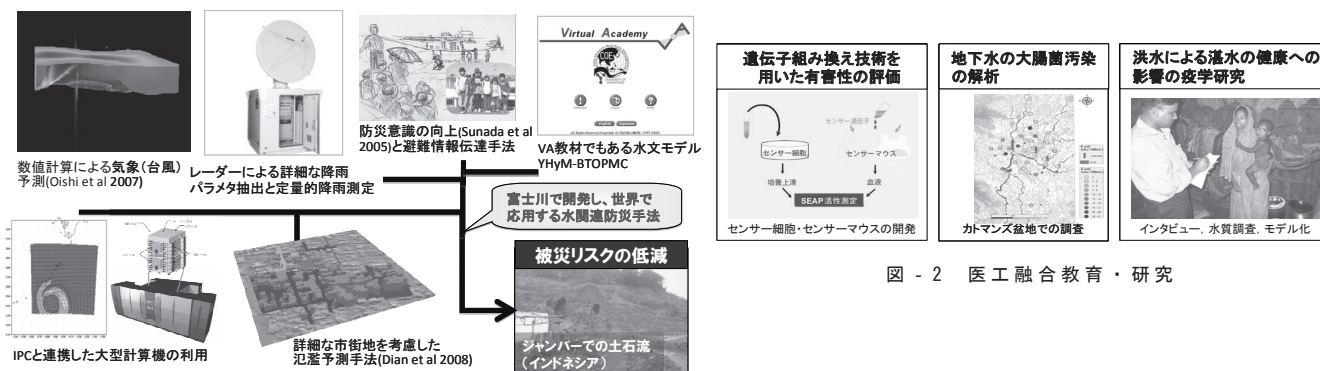 Virtual Academy
COE
English
Japanese
数値計算による気象(台風)
予測(Oishi et al 2007)
レーダーによる詳細な降雨
パラメタ抽出と定量的降雨測定
防災意識の向上(Sunada et al
2005)と避難情報伝達手法
VA教材でもある水文モデル
YHyM-BTOPMC
富士川で開発し、世界で
応用する水関連防災手法
IPCと連携した大型計算機の利用
詳細な市街地を考慮した
氾濫予測手法(Dian et al 2008)
被災リスクの低減
ジャンバーでの土石流
(インドネシア)
遺伝子組み換え技術を
用いた有害性の評価
センサー遺伝子
センサー細胞
センサーマウス
培養上清
血液
SEAP 活性測定
センサー細胞・センサーマウスの開発
地下水の大腸菌汚染
の解析
カトマンズ盆地での調査
洪水による湛水の健康への
影響の疫学研究
インタビュー, 水質調査, モデル化
図 - 2 医工融合教育・研究